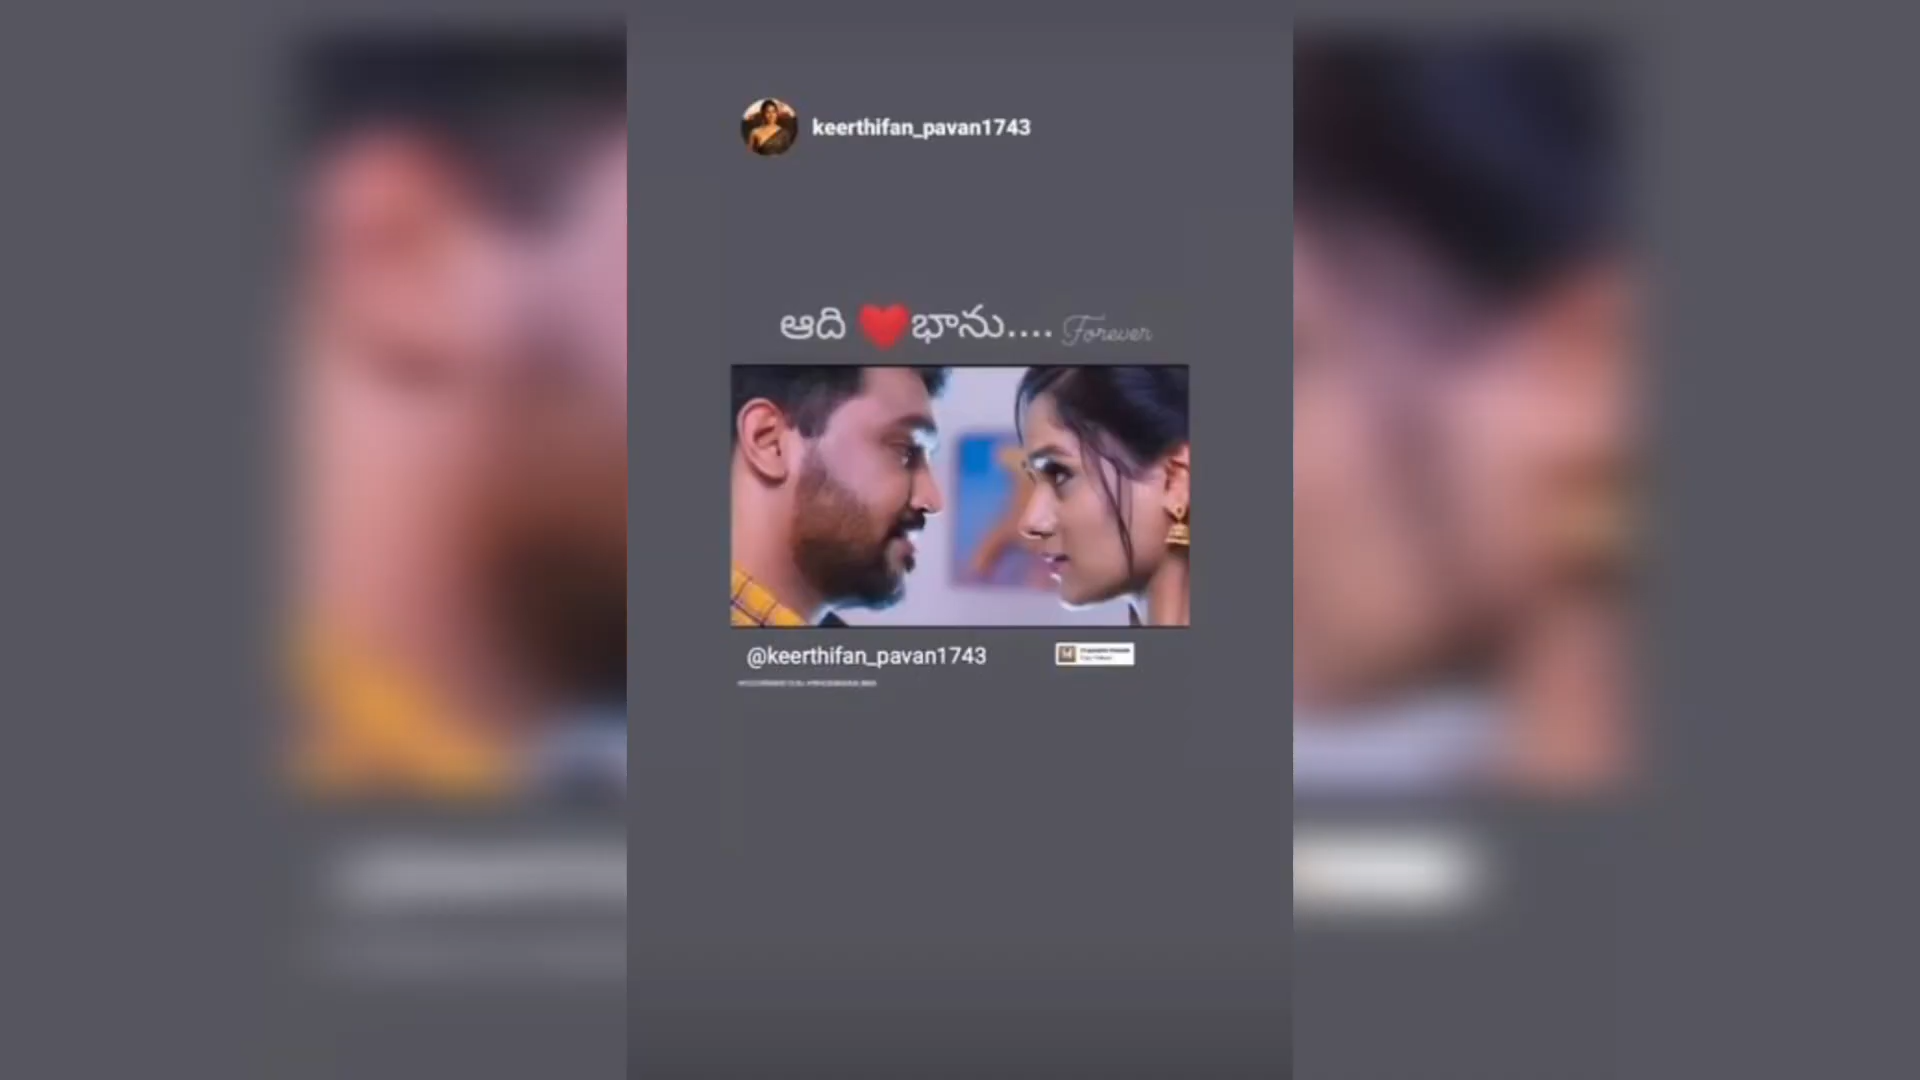 keerthifan_pavan1743
ఆది ❤️భాను.... Forever
@keerthifan_pavan1743